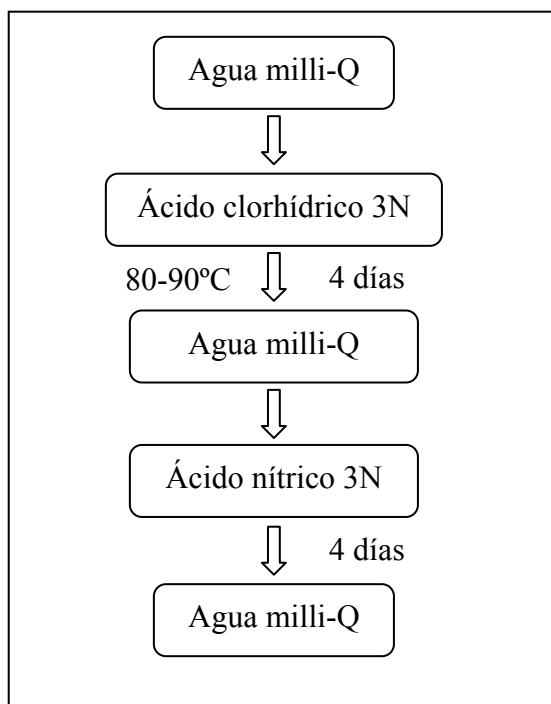 Agua milli-Q
Ácido clorhídrico 3N
80-90ºC 4 días
Agua milli-Q
Ácido nítrico 3N
4 días
Agua milli-Q